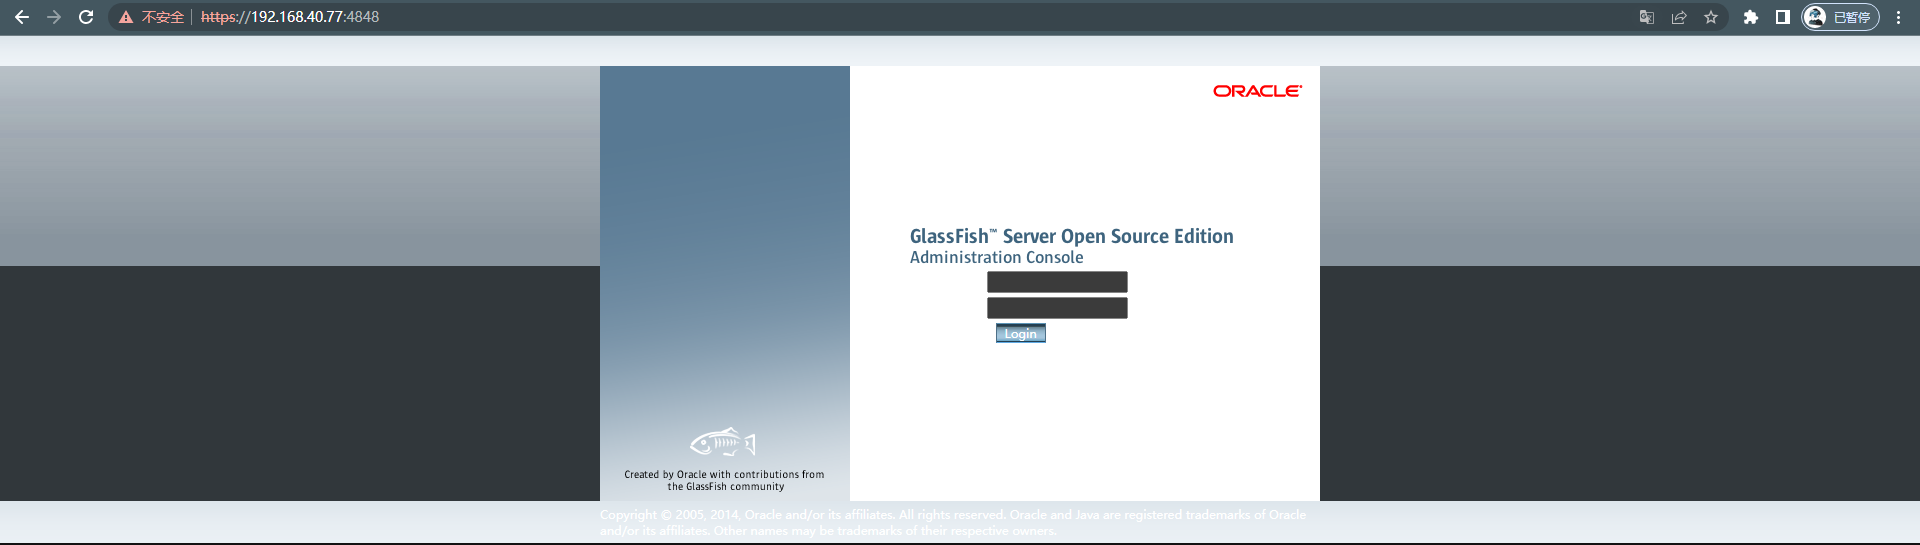 不安全 https://192.168.40.77:4848 已暂停
ORACLE
GlassFish™ Server Open Source Edition
Administration Console
Login
Created by Oracle with contributions from
the GlassFish community
Copyright © 2005, 2014, Oracle and/or its affiliates. All rights reserved. Oracle and Java are registered trademarks of Oracle
and/or its affiliates. Other names may be trademarks of their respective owners.